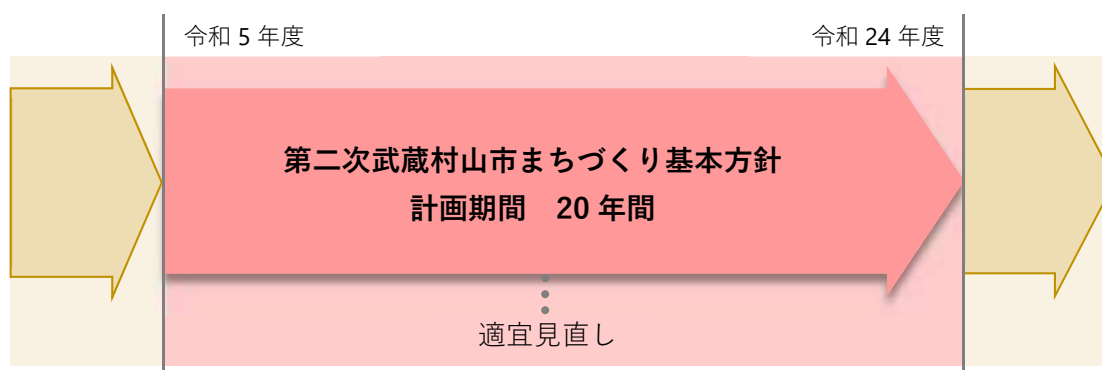 令和 5 年度
令和 24 年度
第二次武蔵村山市まちづくり基本方針
計画期間　20 年間
適宜見直し